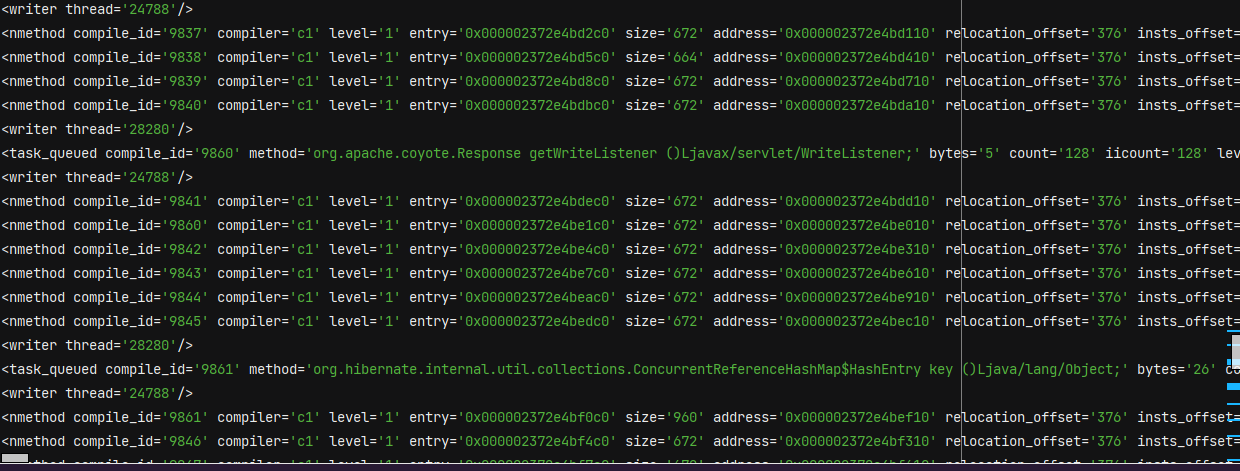 <writer thread='24788'/>
<nmethod compile_id='9837' compiler='c1' level='1' entry='0x000002372e4bd2c0' size='672' address='0x000002372e4bd110' relocation_offset='376' insts_offset=
<nmethod compile_id='9838' compiler='c1' level='1' entry='0x000002372e4bd5c0' size='664' address='0x000002372e4bd410' relocation_offset='376' insts_offset=
<nmethod compile_id='9839' compiler='c1' level='1' entry='0x000002372e4bd8c0' size='672' address='0x000002372e4bd710' relocation_offset='376' insts_offset=
<nmethod compile_id='9840' compiler='c1' level='1' entry='0x000002372e4bdbc0' size='672' address='0x000002372e4bda10' relocation_offset='376' insts_offset=
<writer thread='28280'/>
<task_queued compile_id='9860' method='org.apache.coyote.Response getWriteListener ()Ljavax/servlet/WriteListener;' bytes='5' count='128' iicount='128' lev
<writer thread='24788'/>
<nmethod compile_id='9841' compiler='c1' level='1' entry='0x000002372e4bdec0' size='672' address='0x000002372e4bdd10' relocation_offset='376' insts_offset=
<nmethod compile_id='9860' compiler='c1' level='1' entry='0x000002372e4be1c0' size='672' address='0x000002372e4be010' relocation_offset='376' insts_offset=
<nmethod compile_id='9842' compiler='c1' level='1' entry='0x000002372e4be4c0' size='672' address='0x000002372e4be310' relocation_offset='376' insts_offset=
<nmethod compile_id='9843' compiler='c1' level='1' entry='0x000002372e4be7c0' size='672' address='0x000002372e4be610' relocation_offset='376' insts_offset=
<nmethod compile_id='9844' compiler='c1' level='1' entry='0x000002372e4beac0' size='672' address='0x000002372e4be910' relocation_offset='376' insts_offset=
<nmethod compile_id='9845' compiler='c1' level='1' entry='0x000002372e4bedc0' size='672' address='0x000002372e4bec10' relocation_offset='376' insts_offset=
<writer thread='28280'/>
<task_queued compile_id='9861' method='org.hibernate.internal.util.collections.ConcurrentReferenceHashMap$HashEntry key ()Ljava/lang/Object;' bytes='26'
<writer thread='24788'/>
<nmethod compile_id='9861' compiler='c1' level='1' entry='0x000002372e4bf0c0' size='960' address='0x000002372e4bef10' relocation_offset='376' insts_offset=
<nmethod compile_id='9846' compiler='c1' level='1' entry='0x000002372e4bf4c0' size='672' address='0x000002372e4bf310' relocation_offset='376' insts_offset=